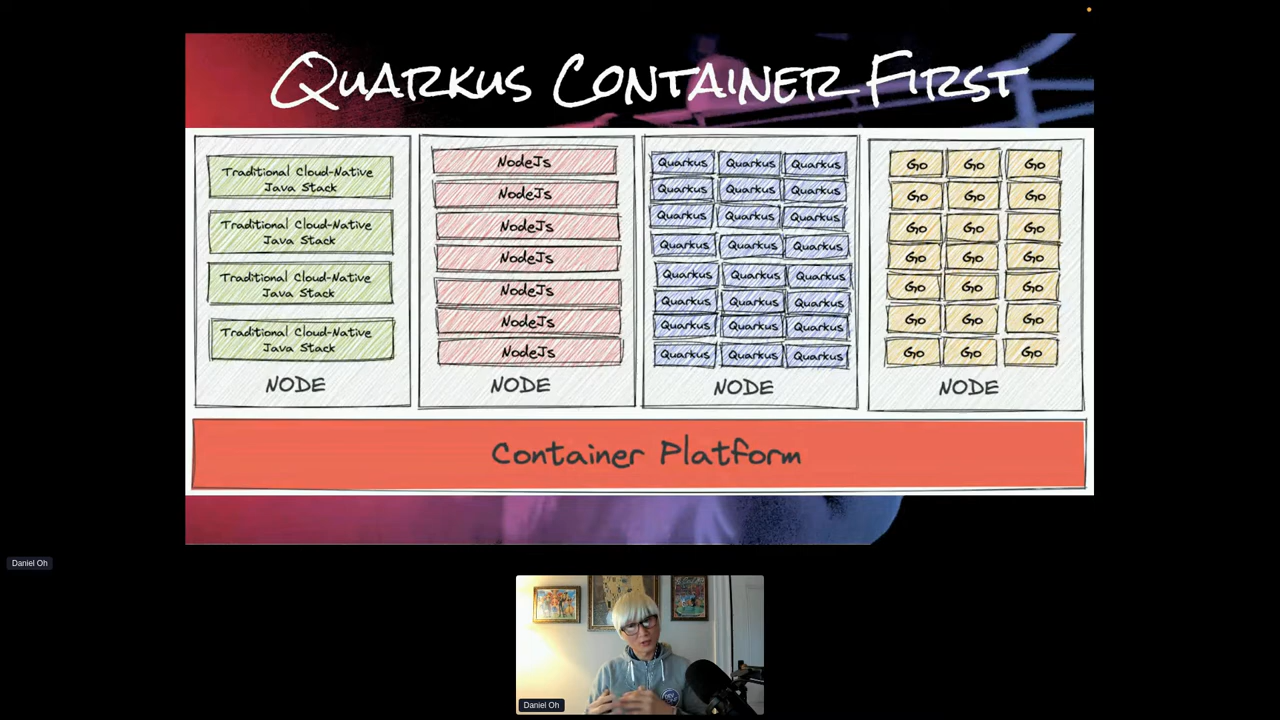 Quarkus Container First
Traditional Cloud-Native
Java Stack
Traditional Cloud-Native
Java Stack
Traditional Cloud-Native
Java Stack
Traditional Cloud-Native
Java Stack
NODE
NodeJs
NodeJs
NodeJs
NodeJs
NodeJs
NodeJs
NodeJs
NODE
Quarkus Quarkus Quarkus
Quarkus Quarkus Quarkus
Quarkus Quarkus Quarkus
Quarkus Quarkus Quarkus
Quarkus Quarkus Quarkus
Quarkus Quarkus Quarkus
Quarkus Quarkus Quarkus
Quarkus Quarkus Quarkus
NODE
Go Go Go
Go Go Go
Go Go Go
Go Go Go
Go Go Go
Go Go Go
Go Go Go
NODE
Container Platform
Daniel Oh
Daniel Oh